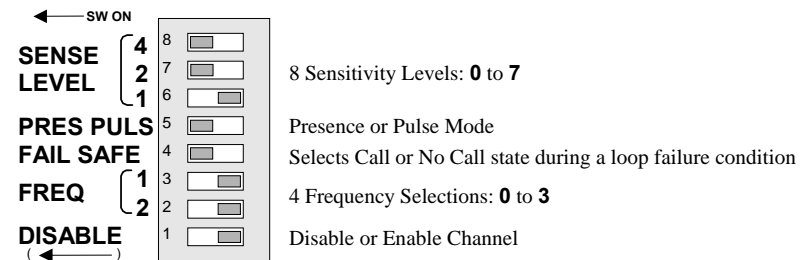 SW ON
SENSE LEVEL
4 8
2 7 8 Sensitivity Levels: 0 to 7
1 6
PRES PULS 5 Presence or Pulse Mode
FAIL SAFE 4 Selects Call or No Call state during a loop failure condition
FREQ
1 3
4 Frequency Selections: 0 to 3
2 2
DISABLE 1 Disable or Enable Channel
( )